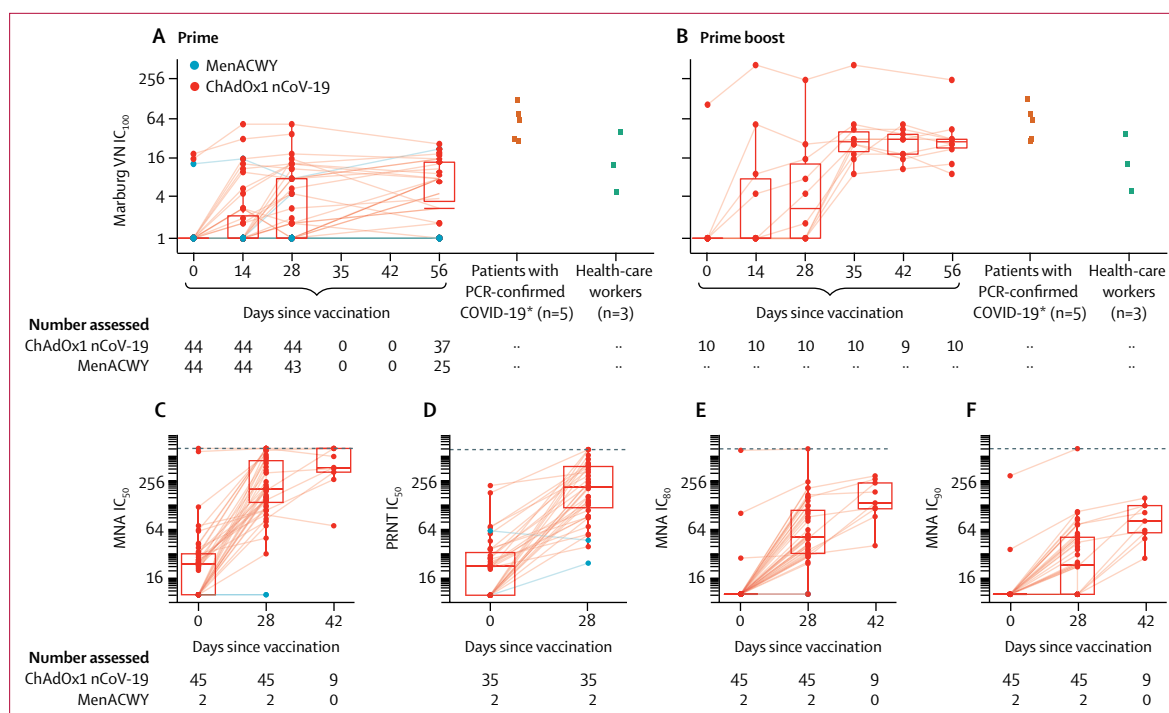 A Prime
MenACWY
ChAdOx1 nCoV-19
Marburg VN IC100
256
64
16
4
1
0 14 28 35 42 56
Days since vaccination
Patients with
PCR-confirmed
COVID-19* (n=5)
Health-care
workers
(n=3)
B Prime boost
256
64
16
4
1
0 14 28 35 42 56
Days since vaccination
Patients with
PCR-confirmed
COVID-19* (n=5)
Health-care
workers
(n=3)
Number assessed
ChAdOx1 nCoV-19 44 44 44 0 0 37 ·· ·· 10 10 10 10 9 10 ·· ··
MenACWY 44 44 43 0 0 25 ·· ·· ·· ·· ·· ·· ·· ·· ·· ··
C
MNA IC50
256
64
16
0 28 42
Days since vaccination
D
PRNT IC50
256
64
16
0 28
Days since vaccination
E
MNA IC80
256
64
16
0 28 42
Days since vaccination
F
MNA IC90
256
64
16
0 28 42
Days since vaccination
Number assessed
ChAdOx1 nCoV-19 45 45 9 35 35 45 45 9 45 45 9
MenACWY 2 2 0 2 2 2 2 0 2 2 0